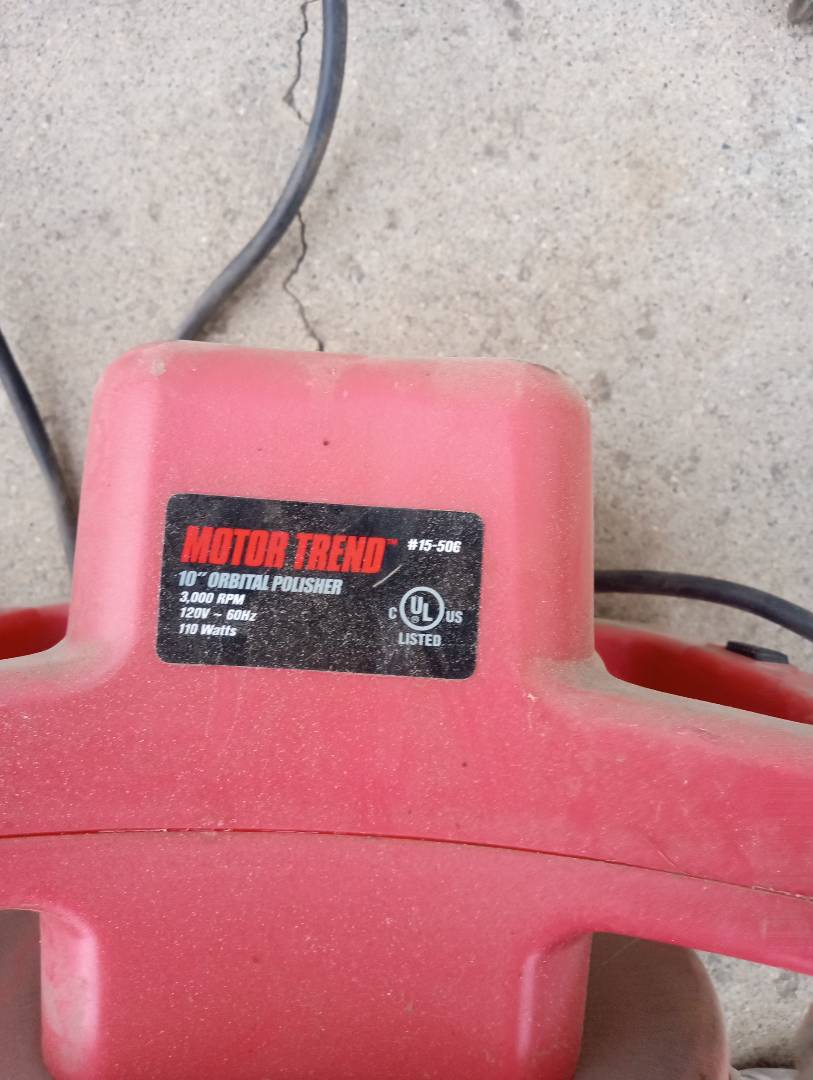 MOTOR TREND™ #15-506
10" ORBITAL POLISHER
3,000 RPM
120V ~ 60Hz
110 Watts
C UL ® US
LISTED